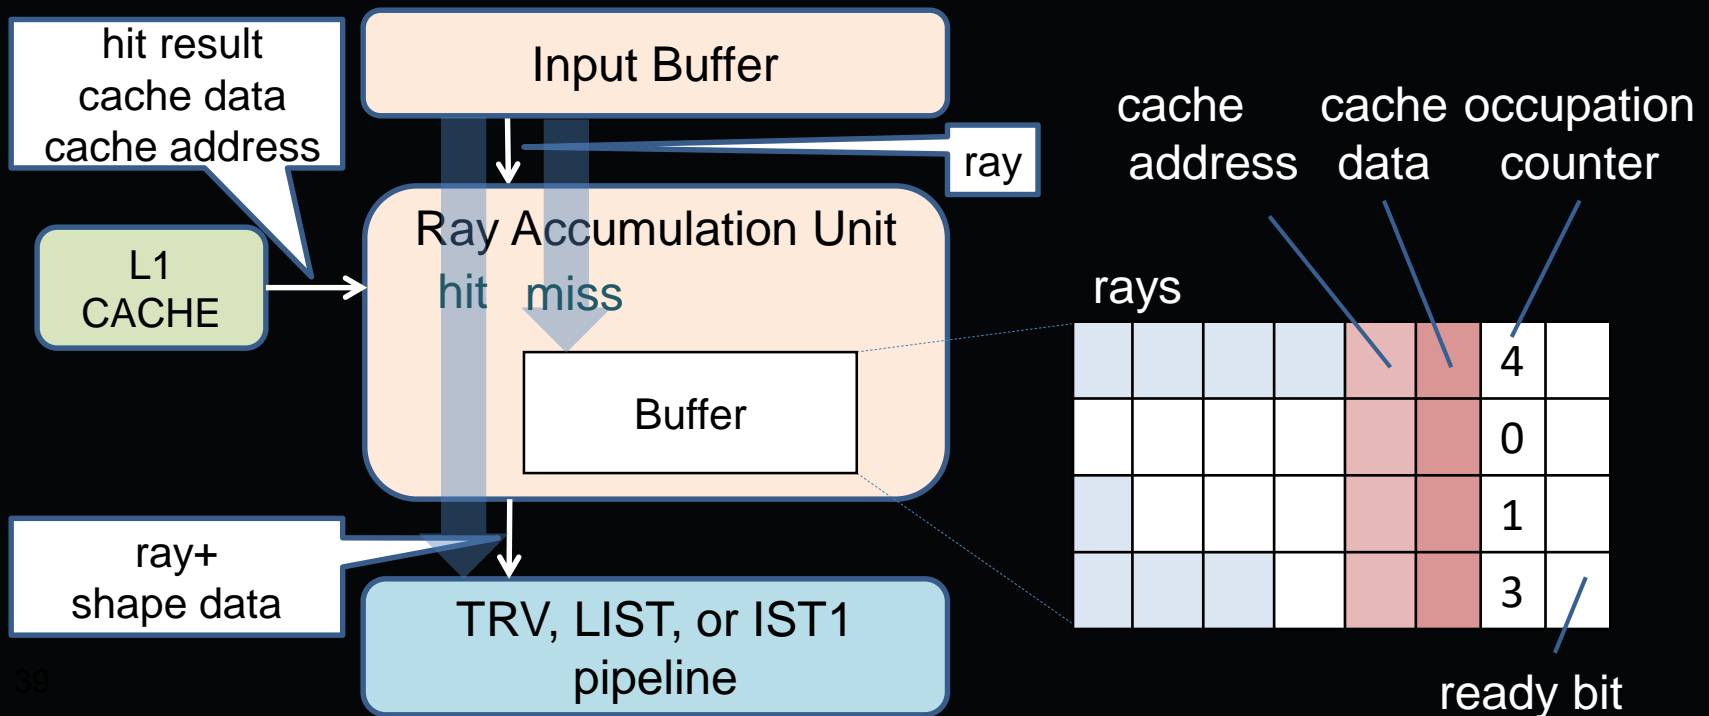 hit result
cache data
cache address
Input Buffer
ray
cache
address
cache
data
occupation
counter
Ray Accumulation Unit
hit
miss
L1
CACHE
Buffer
rays
4
0
1
3
ray+
shape data
TRV, LIST, or IST1
pipeline
ready bit
39